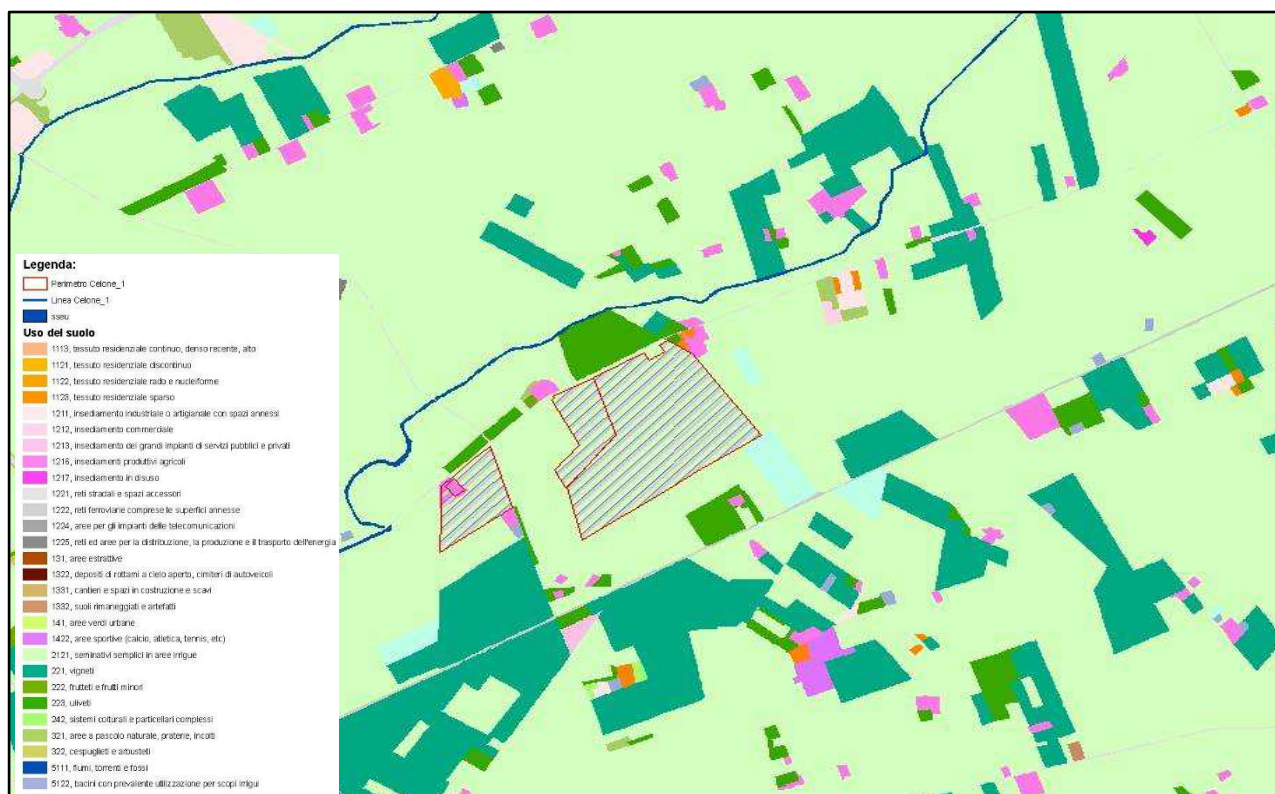 Legenda:
Perimetro Celone_1
Linea Celone_1
sseu
Uso del suolo
1113, tessuto residenziale continuo, denso recente, alto
1121, tessuto residenziale discontinuo
1122, tessuto residenziale rado e nucleiforme
1123, tessuto residenziale sparso
1211, insediamento industriale o artigianale con spazi annessi
1212, insediamento commerciale
1213, insediamento dei grandi impianti di servizi pubblici e privati
1216, insediamenti produttivi agricoli
1217, insediamento in disuso
1221, reti stradali e spazi accessori
1222, reti ferroviarie comprese le superfici annesse
1224, aree per gli impianti delle telecomunicazioni
1225, reti ed aree per la distribuzione, la produzione e il trasporto dell'energia
131, aree estrattive
1322, depositi di rottami a cielo aperto, cimiteri di autoveicoli
1331, cantieri e spazi in costruzione e scavi
1332, suoli rimaneggiati e artefatti
141, aree verdi urbane
1422, aree sportive (calcio, atletica, tennis, etc)
2121, seminativi semplici in aree irrigue
221, vigneti
222, frutteti e frutti minori
223, uliveti
242, sistemi colturali e particellari complessi
321, aree a pascolo naturale, praterie, incolti
322, cespuglieti e arbusteti
5111, fiumi, torrenti e fossi
5122, bacini con prevalente utilizzazione per scopi irrigui